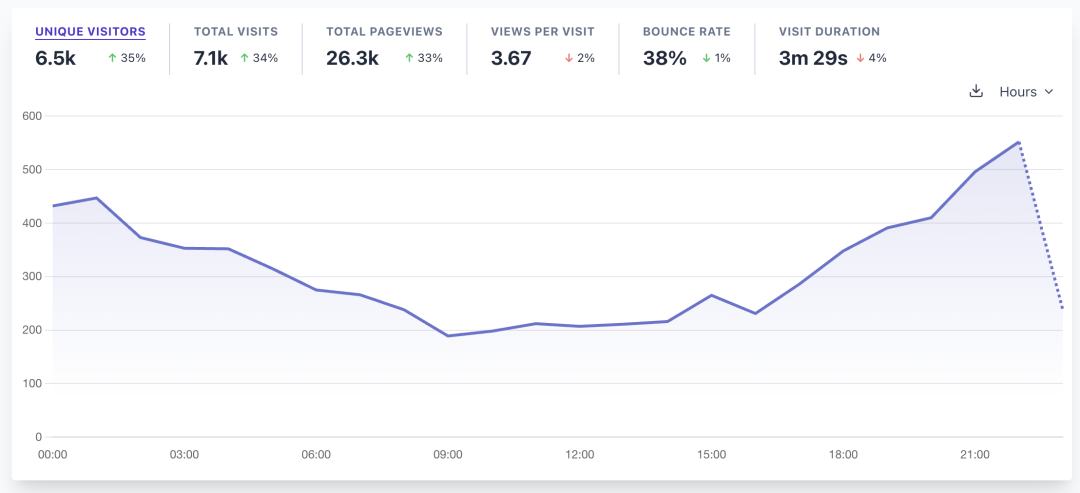 UNIQUE VISITORS TOTAL VISITS TOTAL PAGEVIEWS VIEWS PER VISIT BOUNCE RATE VISIT DURATION
6.5k ↑ 35% 7.1k ↑ 34% 26.3k ↑ 33% 3.67 ↓ 2% 38% ↓ 1% 3m 29s ↓ 4%
Hours
600
500
400
300
200
100
0
00:00 03:00 06:00 09:00 12:00 15:00 18:00 21:00